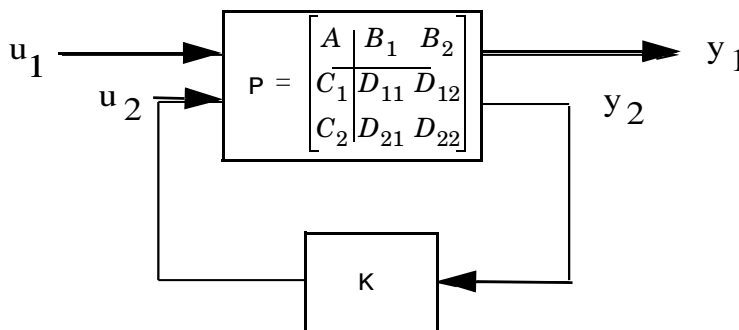 u1
u2
P = [ A B1 B2
C1 D11 D12
C2 D21 D22 ]
y1
y2
K